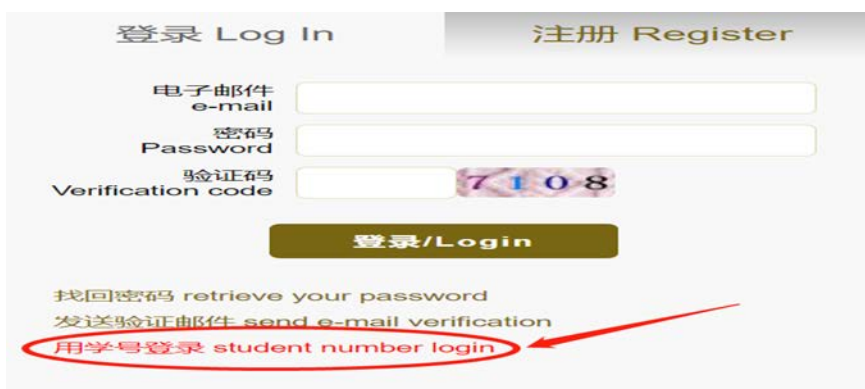 登录 Log In
注册 Register
电子邮件
e-mail
密码
Password
验证码
Verification code
7108
登录/Login
找回密码 retrieve your password
发送验证邮件 send e-mail verification
用学号登录 student number login